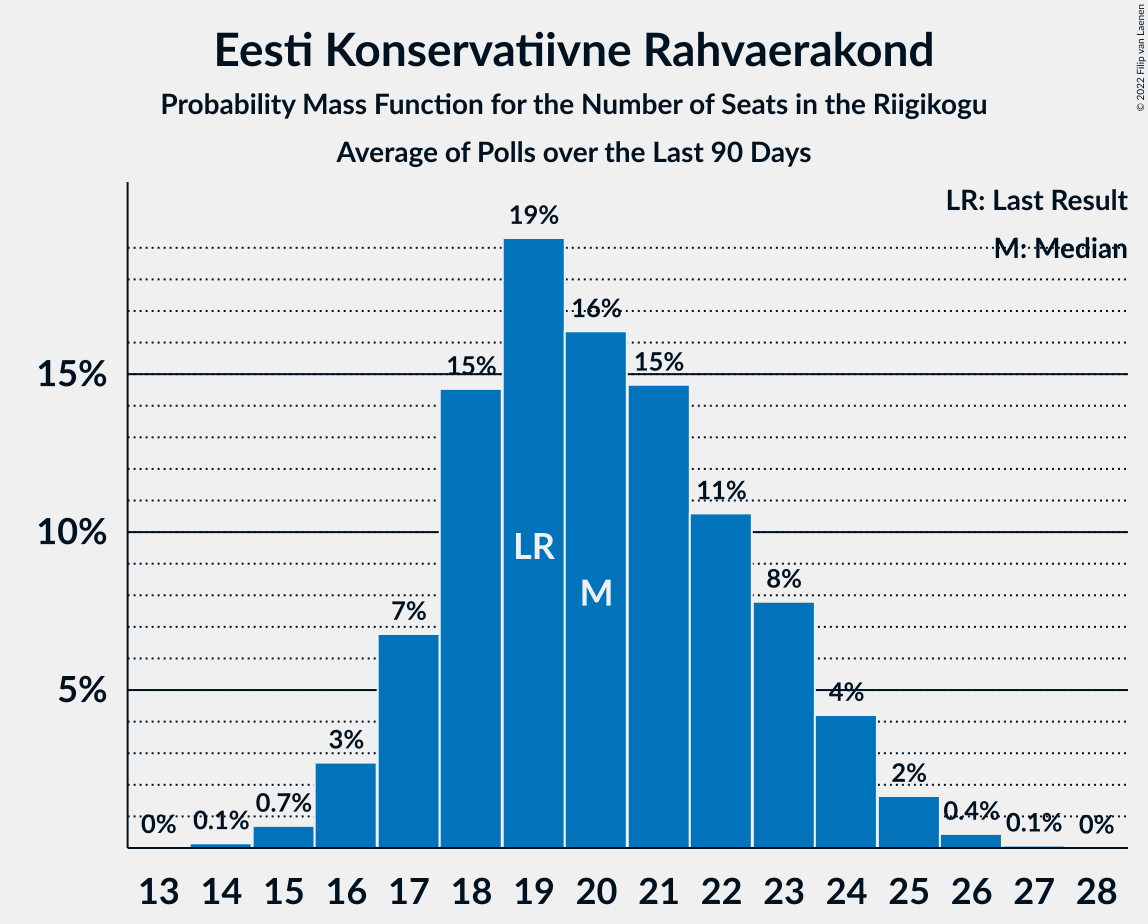 Eesti Konservatiivne Rahvaerakond
Probability Mass Function for the Number of Seats in the Riigikogu
Average of Polls over the Last 90 Days
© 2022 Filip van Laenen
LR: Last Result
M: Median
15%
10%
5%
0%
0.1%
0.7%
3%
7%
15%
19%
16%
15%
11%
8%
4%
2%
0.4%
0.1%
0%
LR
M
13 14 15 16 17 18 19 20 21 22 23 24 25 26 27 28